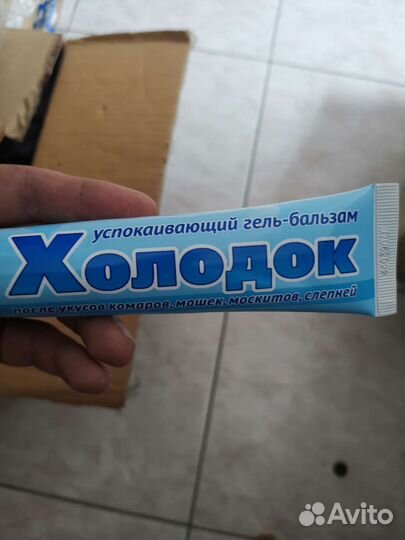 успокаивающий гель-бальзам
Холодок
после укусов комаров, мошек, москитов, слепней
Avito